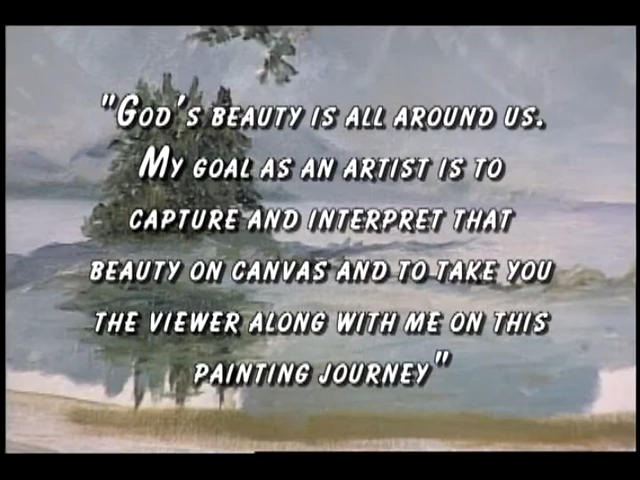 "God's beauty is all around us.
My goal as an artist is to
capture and interpret that
beauty on canvas and to take you
the viewer along with me on this
painting journey"